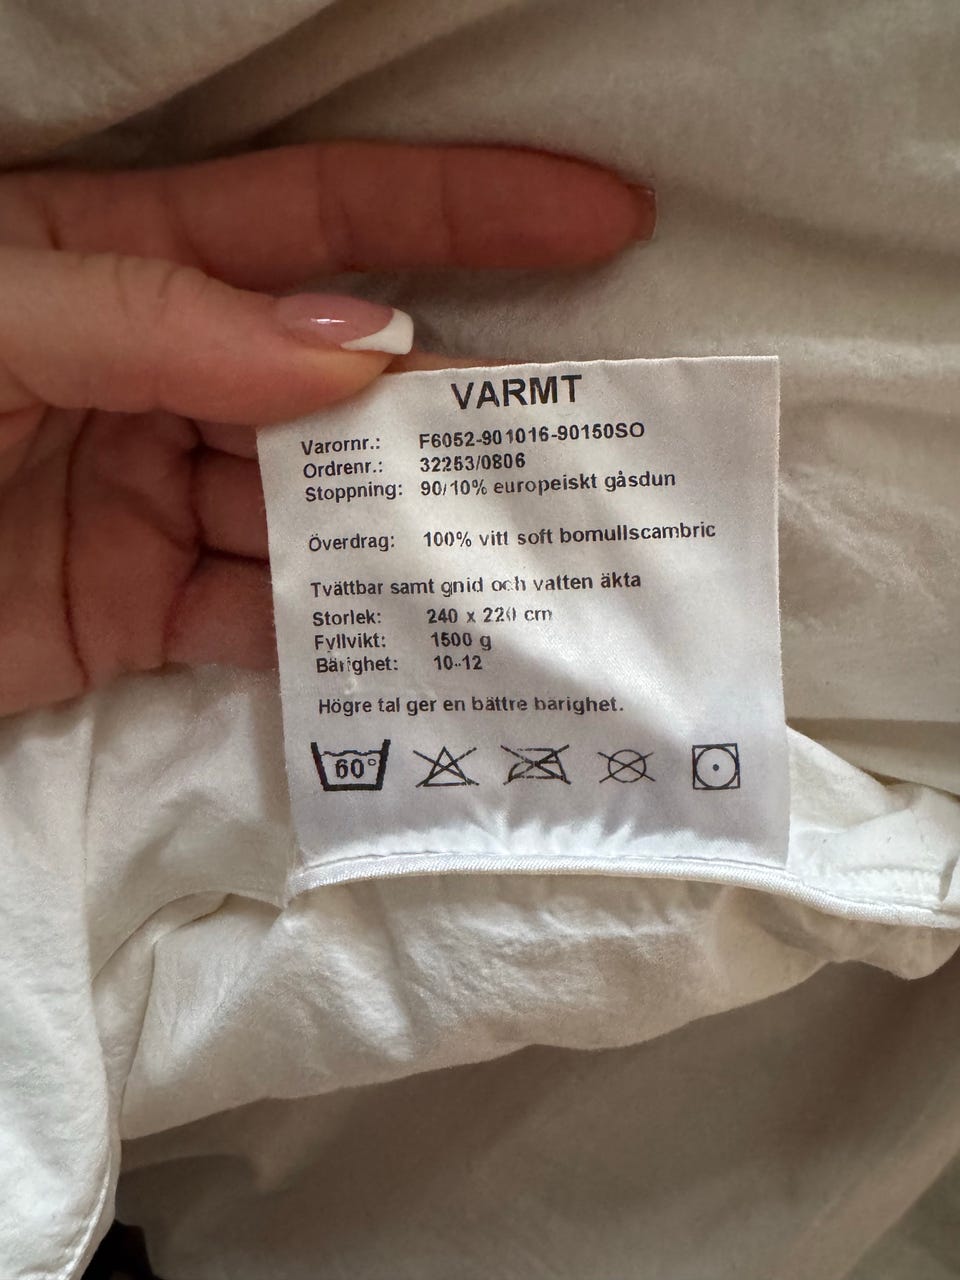 VARMT
Varornr.: F6052-901016-90150SO
Ordrenr.: 32253/0806
Stoppning: 90/10% europeiskt gåsdun
Överdrag: 100% vitt soft bomullscambric
Tvättbar samt gnid och vatten äkta
Storlek: 240 x 220 cm
Fyllvikt: 1500 g
Bärighet: 10-12
Högre tal ger en bättre bärighet.
60°